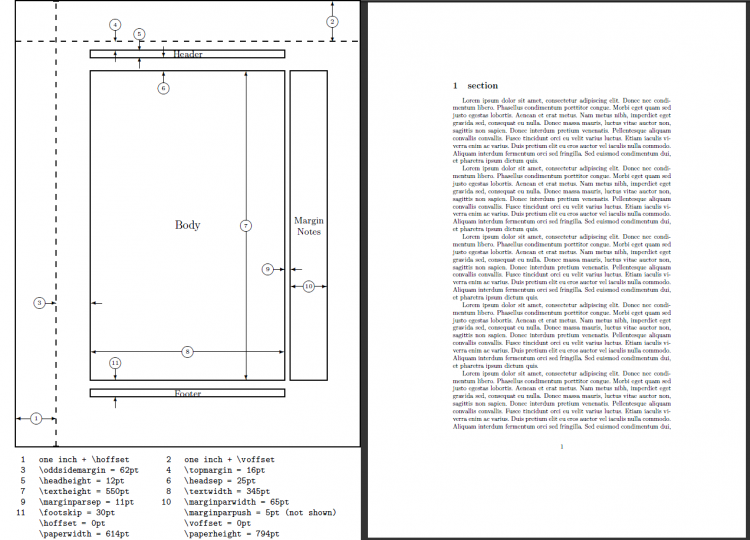 4
5
2
Header
6
Body
7
Margin
Notes
9
10
3
8
11
Footer
1
1 one inch + \hoffset 2 one inch + \voffset
3 \oddsidemargin = 62pt 4 \topmargin = 16pt
5 \headheight = 12pt 6 headsep = 25pt
7 \textheight = 550pt 8 \textwidth = 345pt
9 \marginparsep = 11pt 10 \marginparwidth = 65pt
11 \footskip = 30pt \marginparpush = 5pt (not shown)
\hoffset = 0pt \voffset = 0pt
\paperwidth = 614pt \paperheight = 794pt
1 section
Lorem ipsum dolor sit amet, consectetur adipiscing elit. Donec nec condi-
mentum libero. Phasellus condimentum porttitor congue. Morbi eget quam sed
justo egestas lobortis. Aenean et erat metus. Nam metus nibh, imperdiet eget
gravida sed, consequat eu nulla. Donec massa mauris, luctus vitae auctor non,
sagittis non sapien. Donec interdum pretium venenatis. Pellentesque aliquam
convallis convallis. Fusce tincidunt orci eu velit varius luctus. Etiam iaculis vi-
verra enim ac varius. Duis pretium elit eu eros auctor vel iaculis nulla commodo.
Aliquam interdum fermentum orci sed fringilla. Sed euismod condimentum dui,
et pharetra ipsum dictum quis.
Lorem ipsum dolor sit amet, consectetur adipiscing elit. Donec nec condi-
mentum libero. Phasellus condimentum porttitor congue. Morbi eget quam sed
justo egestas lobortis. Aenean et erat metus. Nam metus nibh, imperdiet eget
gravida sed, consequat eu nulla. Donec massa mauris, luctus vitae auctor non,
sagittis non sapien. Donec interdum pretium venenatis. Pellentesque aliquam
convallis convallis. Fusce tincidunt orci eu velit varius luctus. Etiam iaculis vi-
verra enim ac varius. Duis pretium elit eu eros auctor vel iaculis nulla commodo.
Aliquam interdum fermentum orci sed fringilla. Sed euismod condimentum dui,
et pharetra ipsum dictum quis.
Lorem ipsum dolor sit amet, consectetur adipiscing elit. Donec nec condi-
mentum libero. Phasellus condimentum porttitor congue. Morbi eget quam sed
justo egestas lobortis. Aenean et erat metus. Nam metus nibh, imperdiet eget
gravida sed, consequat eu nulla. Donec massa mauris, luctus vitae auctor non,
sagittis non sapien. Donec interdum pretium venenatis. Pellentesque aliquam
convallis convallis. Fusce tincidunt orci eu velit varius luctus. Etiam iaculis vi-
verra enim ac varius. Duis pretium elit eu eros auctor vel iaculis nulla commodo.
Aliquam interdum fermentum orci sed fringilla. Sed euismod condimentum dui,
et pharetra ipsum dictum quis.
Lorem ipsum dolor sit amet, consectetur adipiscing elit. Donec nec condi-
mentum libero. Phasellus condimentum porttitor congue. Morbi eget quam sed
justo egestas lobortis. Aenean et erat metus. Nam metus nibh, imperdiet eget
gravida sed, consequat eu nulla. Donec massa mauris, luctus vitae auctor non,
sagittis non sapien. Donec interdum pretium venenatis. Pellentesque aliquam
convallis convallis. Fusce tincidunt orci eu velit varius luctus. Etiam iaculis vi-
verra enim ac varius. Duis pretium elit eu eros auctor vel iaculis nulla commodo.
Aliquam interdum fermentum orci sed fringilla. Sed euismod condimentum dui,
et pharetra ipsum dictum quis.
Lorem ipsum dolor sit amet, consectetur adipiscing elit. Donec nec condi-
mentum libero. Phasellus condimentum porttitor congue. Morbi eget quam sed
justo egestas lobortis. Aenean et erat metus. Nam metus nibh, imperdiet eget
gravida sed, consequat eu nulla. Donec massa mauris, luctus vitae auctor non,
sagittis non sapien. Donec interdum pretium venenatis. Pellentesque aliquam
convallis convallis. Fusce tincidunt orci eu velit varius luctus. Etiam iaculis vi-
verra enim ac varius. Duis pretium elit eu eros auctor vel iaculis nulla commodo.
Aliquam interdum fermentum orci sed fringilla. Sed euismod condimentum dui,
1